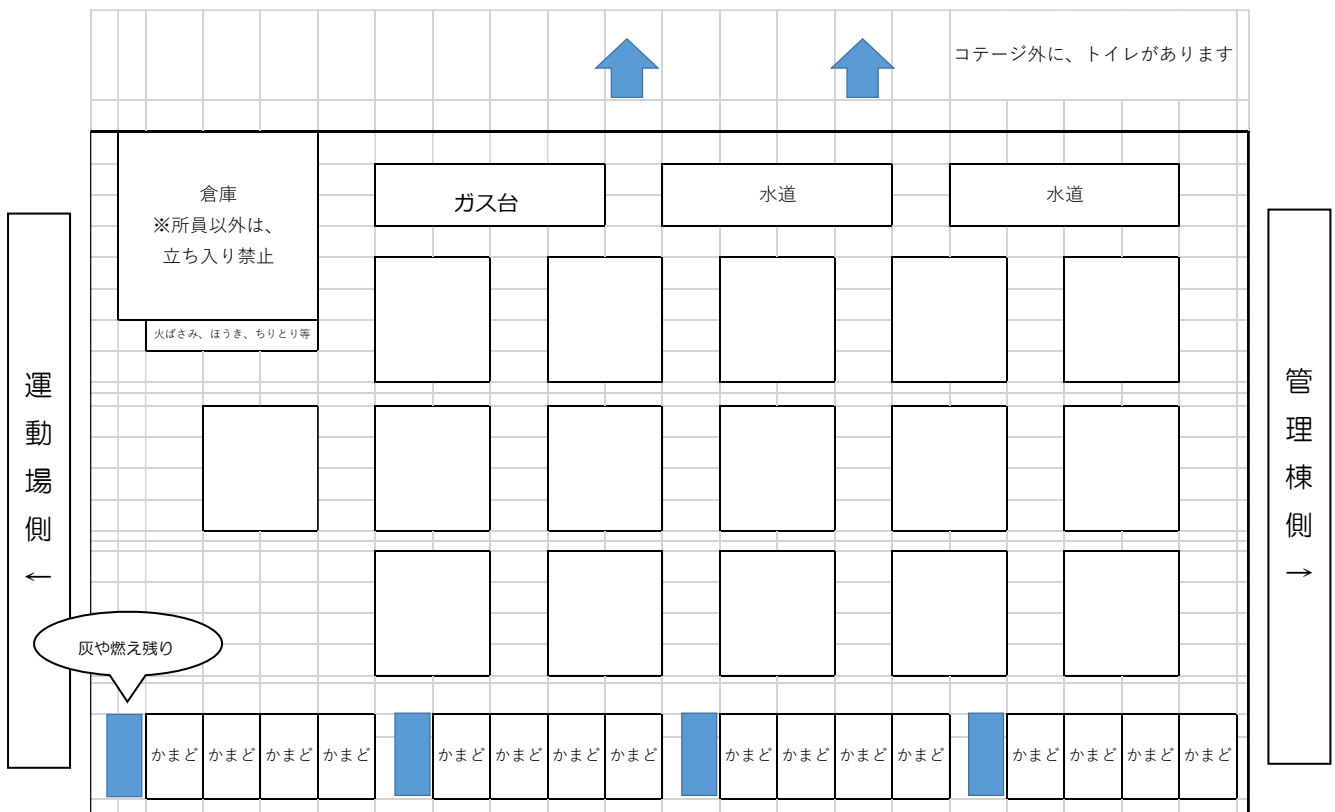 コテージ外に、トイレがあります
倉庫
※所員以外は、
立ち入り禁止
ガス台
水道
水道
火ばさみ、ほうき、ちりとり等
運動場側←
管理棟側→
灰や燃え残り
かまど かまど かまど かまど かまど かまど かまど かまど かまど かまど かまど かまど かまど かまど かまど かまど